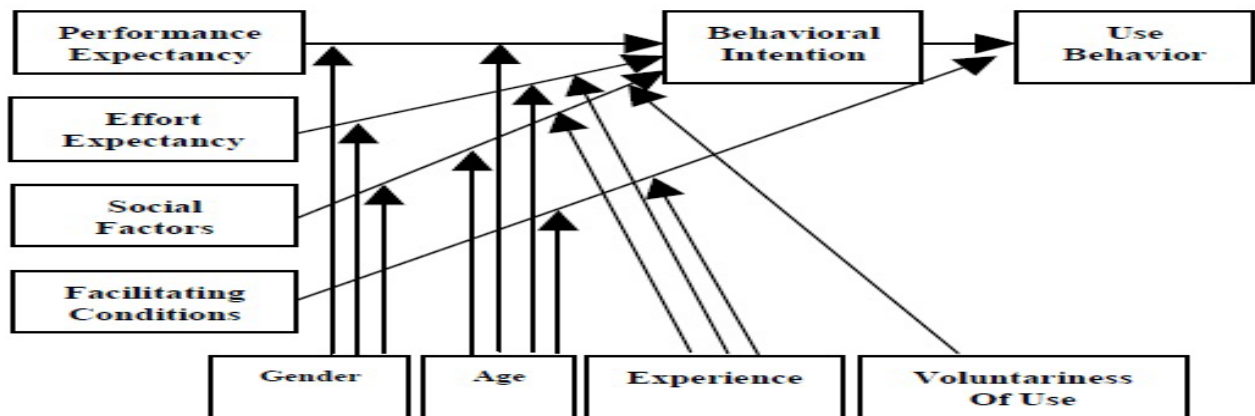 Performance
Expectancy
Behavioral
Intention
Use
Behavior
Effort
Expectancy
Social
Factors
Facilitating
Conditions
Gender
Age
Experience
Voluntariness
Of Use